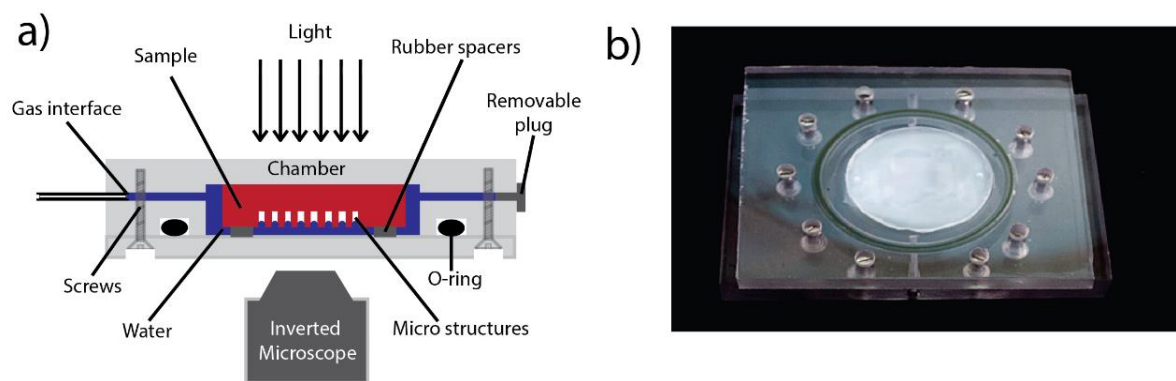 a)
Light
Rubber spacers
Sample
Gas interface
Removable
plug
Chamber
Screws
O-ring
Water
Inverted
Microscope
Micro structures
b)